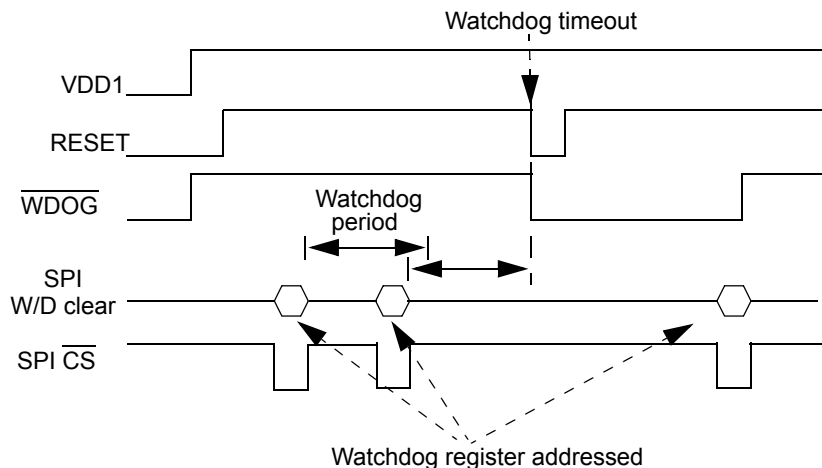 Watchdog timeout
VDD1
RESET
WDOG
Watchdog
period
SPI
W/D clear
SPI CS
Watchdog register addressed